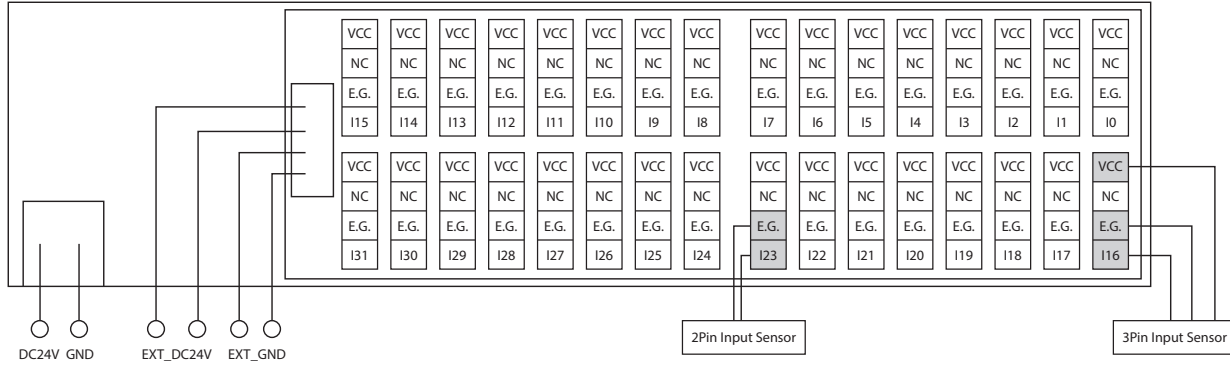 VCC VCC VCC VCC VCC VCC VCC VCC VCC VCC VCC VCC VCC VCC VCC VCC
NC NC NC NC NC NC NC NC NC NC NC NC NC NC NC NC
E.G. E.G. E.G. E.G. E.G. E.G. E.G. E.G. E.G. E.G. E.G. E.G. E.G. E.G. E.G. E.G.
I15 I14 I13 I12 I11 I10 I9 I8 I7 I6 I5 I4 I3 I2 I1 I0
VCC VCC VCC VCC VCC VCC VCC VCC VCC VCC VCC VCC VCC VCC VCC VCC
NC NC NC NC NC NC NC NC NC NC NC NC NC NC NC NC
E.G. E.G. E.G. E.G. E.G. E.G. E.G. E.G. E.G. E.G. E.G. E.G. E.G. E.G. E.G. E.G.
I31 I30 I29 I28 I27 I26 I25 I24 I23 I22 I21 I20 I19 I18 I17 I16
2Pin Input Sensor 3Pin Input Sensor
DC24V GND EXT_DC24V EXT_GND